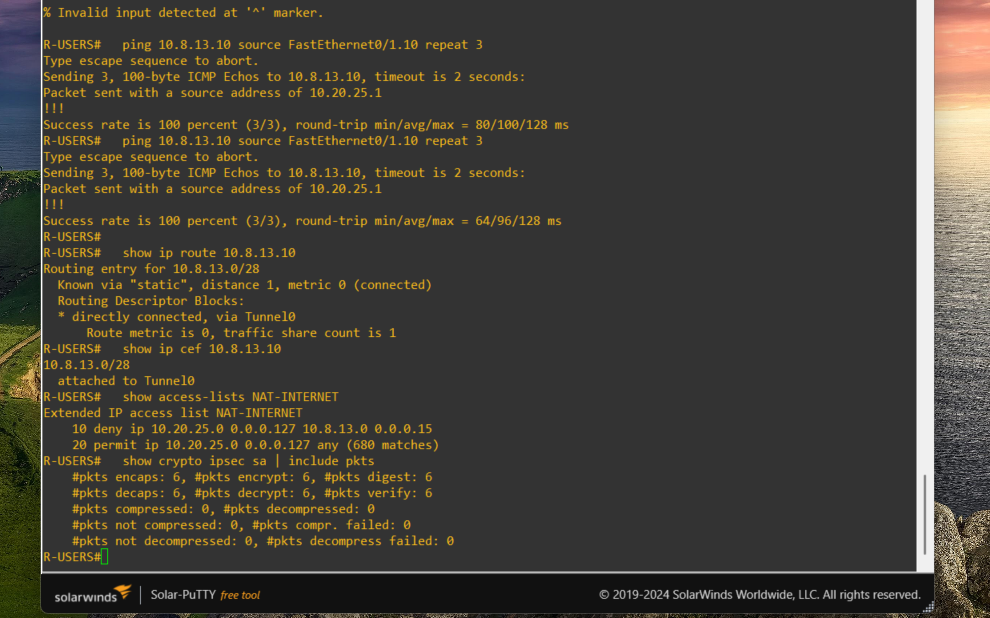 % Invalid input detected at '^' marker.
R-USERS#   ping 10.8.13.10 source FastEthernet0/1.10 repeat 3
Type escape sequence to abort.
Sending 3, 100-byte ICMP Echos to 10.8.13.10, timeout is 2 seconds:
Packet sent with a source address of 10.20.25.1
!!!
Success rate is 100 percent (3/3), round-trip min/avg/max = 80/100/128 ms
R-USERS#   ping 10.8.13.10 source FastEthernet0/1.10 repeat 3
Type escape sequence to abort.
Sending 3, 100-byte ICMP Echos to 10.8.13.10, timeout is 2 seconds:
Packet sent with a source address of 10.20.25.1
!!!
Success rate is 100 percent (3/3), round-trip min/avg/max = 64/96/128 ms
R-USERS#
R-USERS#   show ip route 10.8.13.10
Routing entry for 10.8.13.0/28
  Known via "static", distance 1, metric 0 (connected)
  Routing Descriptor Blocks:
  * directly connected, via Tunnel0
      Route metric is 0, traffic share count is 1
R-USERS#   show ip cef 10.8.13.10
10.8.13.0/28
  attached to Tunnel0
R-USERS#   show access-lists NAT-INTERNET
Extended IP access list NAT-INTERNET
    10 deny ip 10.20.25.0 0.0.0.127 10.8.13.0 0.0.0.15
    20 permit ip 10.20.25.0 0.0.0.127 any (680 matches)
R-USERS#   show crypto ipsec sa | include pkts
    #pkts encaps: 6, #pkts encrypt: 6, #pkts digest: 6
    #pkts decaps: 6, #pkts decrypt: 6, #pkts verify: 6
    #pkts compressed: 0, #pkts decompressed: 0
    #pkts not compressed: 0, #pkts compr. failed: 0
    #pkts not decompressed: 0, #pkts decompress failed: 0
R-USERS#
solarwinds | Solar-PuTTY free tool © 2019-2024 SolarWinds Worldwide, LLC. All rights reserved.